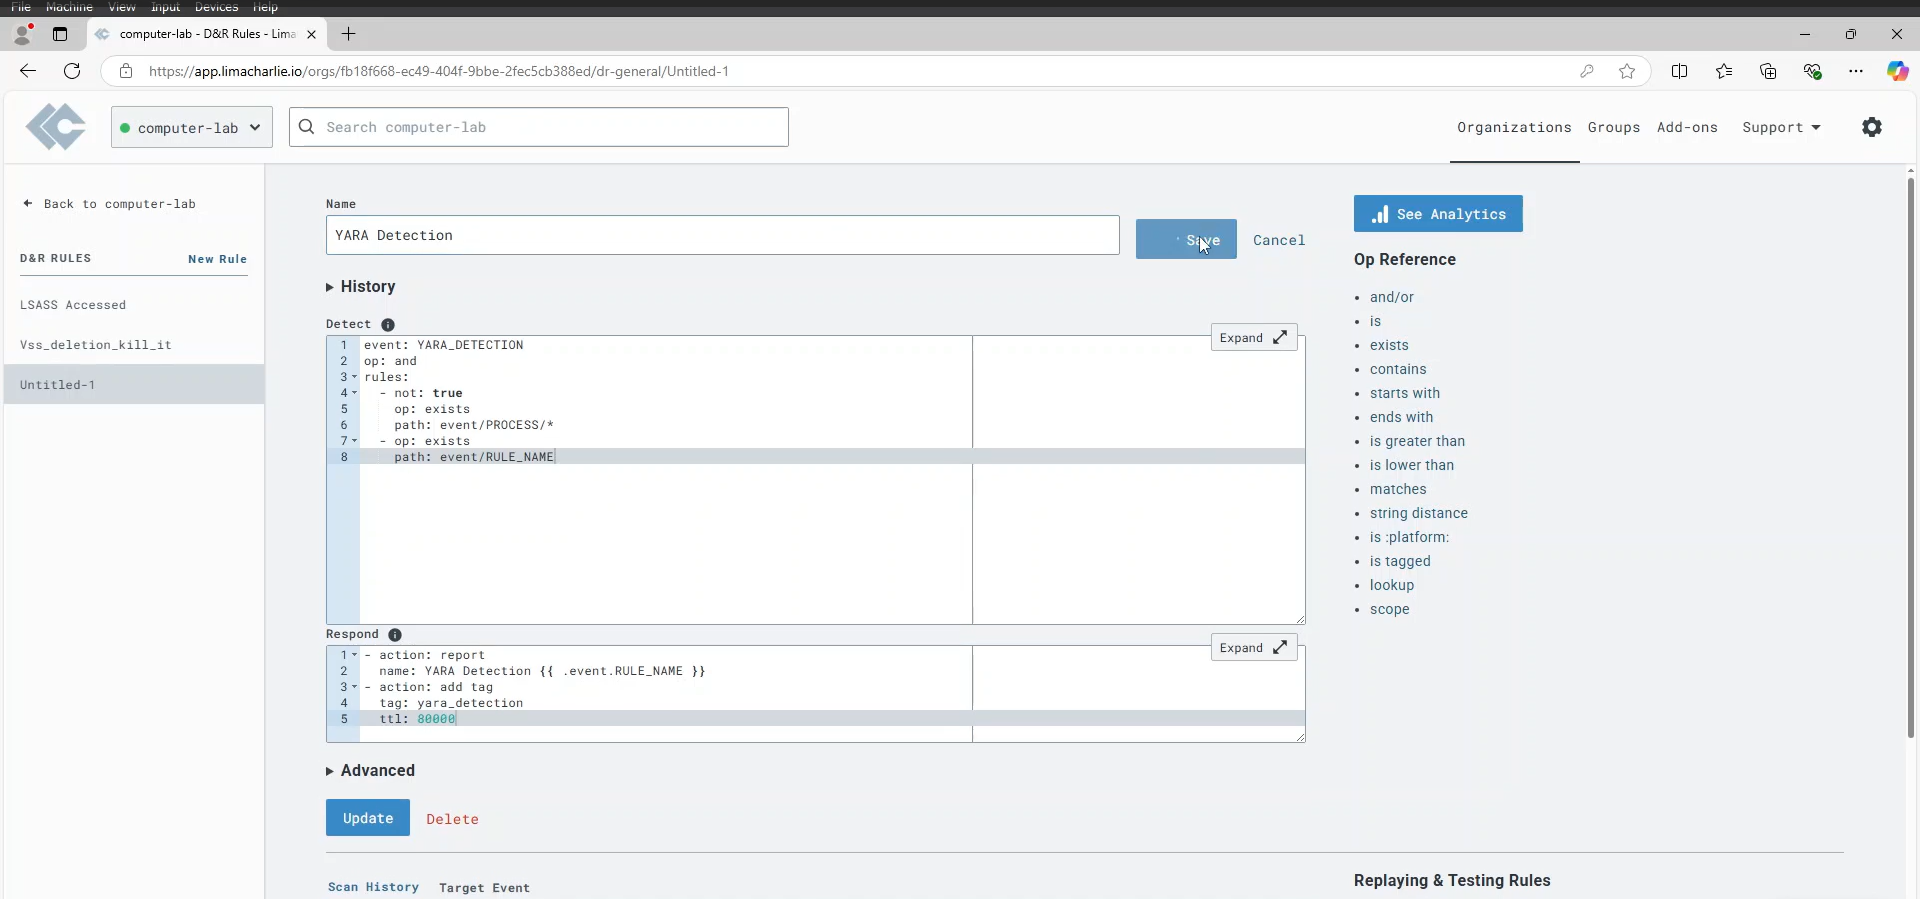 File Machine View Input Devices Help
computer-lab - D&R Rules - Lima
https://app.limacharlie.io/orgs/fb18f668-ec49-404f-9bbe-2fec5cb388ed/dr-general/Untitled-1
computer-lab
Search computer-lab
Organizations Groups Add-ons Support
Back to computer-lab
D&R RULES New Rule
LSASS Accessed
Vss_deletion_kill_it
Untitled-1
Name
YARA Detection
Save Cancel
History
Detect
Expand
1 event: YARA_DETECTION
2 op: and
3 rules:
4 - not: true
5 op: exists
6 path: event/PROCESS/*
7 - op: exists
8 path: event/RULE_NAME
Respond
Expand
1 - action: report
2 name: YARA Detection {{ .event.RULE_NAME }}
3 - action: add tag
4 tag: yara_detection
5 ttl: 80000
Advanced
Update Delete
Scan History Target Event
See Analytics
Op Reference
• and/or
• is
• exists
• contains
• starts with
• ends with
• is greater than
• is lower than
• matches
• string distance
• is :platform:
• is tagged
• lookup
• scope
Replaying & Testing Rules